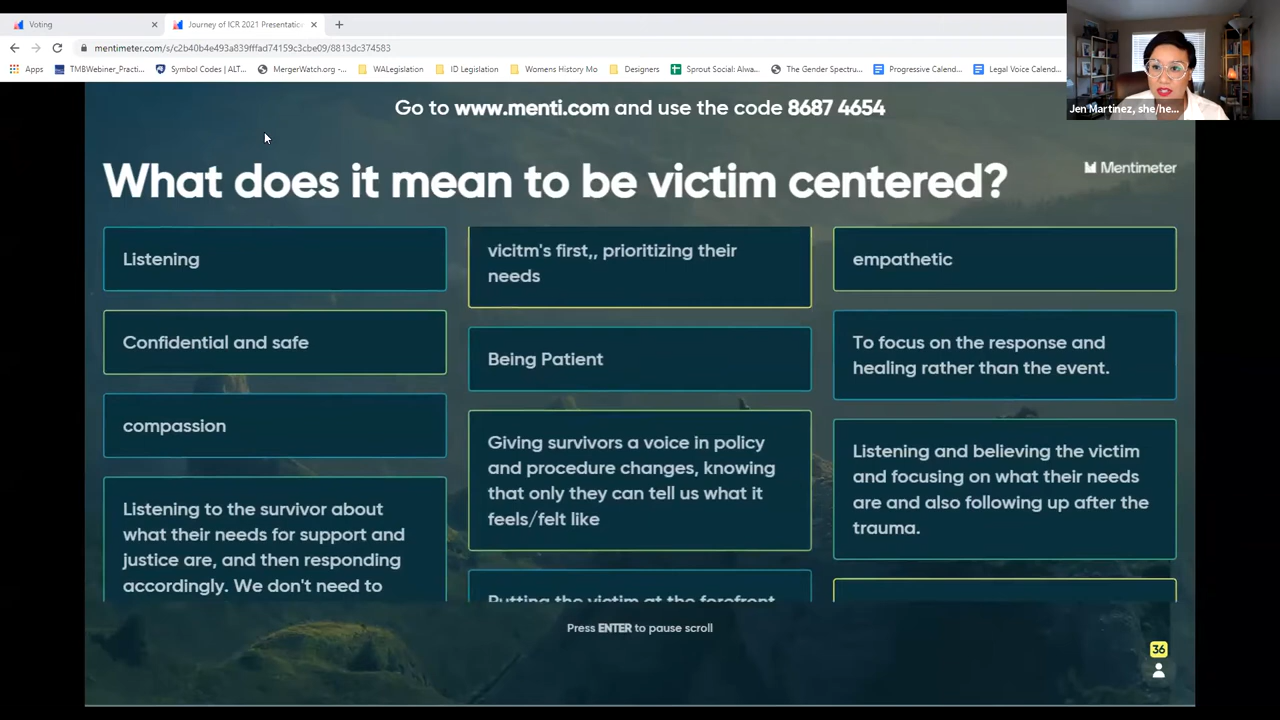 Voting
Journey of ICR 2021 Presentatio
mentimeter.com/s/c2b40b4e493a839fffad74159c3cbe09/8813dc374583
Apps
TMBWebiner_Practi...
Symbol Codes | ALT...
MergerWatch.org -...
WALegislation
ID Legislation
Womens History Mo
Designers
Sprout Social: Alwa...
The Gender Spectru...
Progressive Calend...
Legal Voice Calend...
Jen Martinez, she/he...
Go to www.menti.com and use the code 8687 4654
What does it mean to be victim centered?
Mentimeter
Listening
Confidential and safe
compassion
Listening to the survivor about
what their needs for support and
justice are, and then responding
accordingly. We don't need to
vicitm's first,, prioritizing their
needs
Being Patient
Giving survivors a voice in policy
and procedure changes, knowing
that only they can tell us what it
feels/felt like
Putting the victim at the forefront
empathetic
To focus on the response and
healing rather than the event.
Listening and believing the victim
and focusing on what their needs
are and also following up after the
trauma.
Press ENTER to pause scroll
36